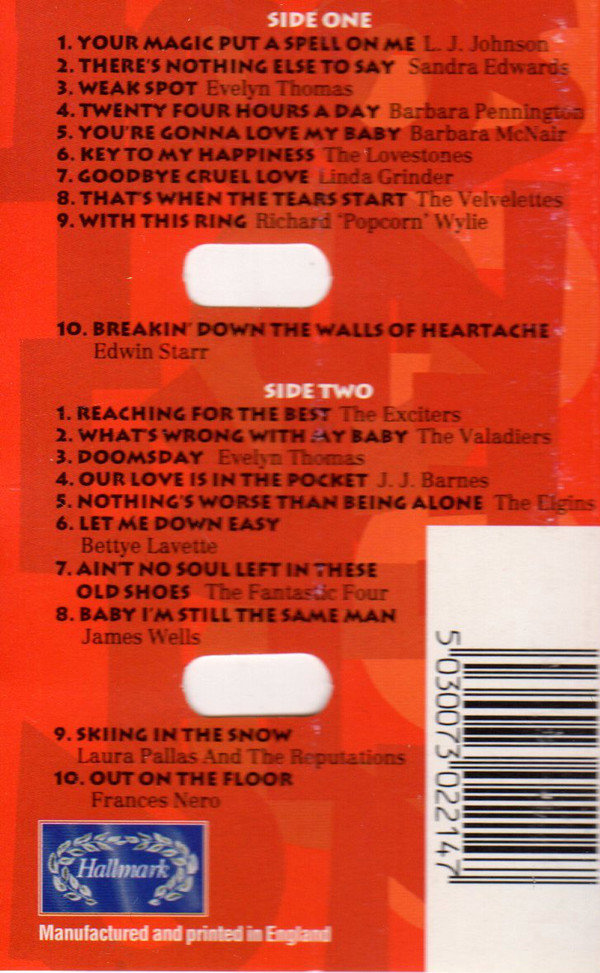 SIDE ONE
1. YOUR MAGIC PUT A SPELL ON ME L. J. Johnson
2. THERE'S NOTHING ELSE TO SAY Sandra Edwards
3. WEAK SPOT Evelyn Thomas
4. TWENTY FOUR HOURS A DAY Barbara Pennington
5. YOU'RE GONNA LOVE MY BABY Barbara McNair
6. KEY TO MY HAPPINESS The Lovestones
7. GOODBYE CRUEL LOVE Linda Grinder
8. THAT'S WHEN THE TEARS START The Velvelettes
9. WITH THIS RING Richard 'Popcorn' Wylie
10. BREAKIN' DOWN THE WALLS OF HEARTACHE
Edwin Starr
SIDE TWO
1. REACHING FOR THE BEST The Exciters
2. WHAT'S WRONG WITH MY BABY The Valadiers
3. DOOMSDAY Evelyn Thomas
4. OUR LOVE IS IN THE POCKET J. J. Barnes
5. NOTHING'S WORSE THAN BEING ALONE The Elgins
6. LET ME DOWN EASY
Bettye Lavette
7. AIN'T NO SOUL LEFT IN THESE
OLD SHOES The Fantastic Four
8. BABY I'M STILL THE SAME MAN
James Wells
9. SKIING IN THE SNOW
Laura Pallas And The Reputations
10. OUT ON THE FLOOR
Frances Nero
Hallmark
Manufactured and printed in England
5 030073 022147